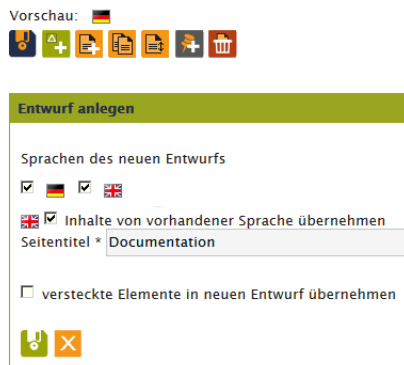 Vorschau:
Entwurf anlegen
Sprachen des neuen Entwurfs
Inhalte von vorhandener Sprache übernehmen
Seitentitel * Documentation
versteckte Elemente in neuen Entwurf übernehmen